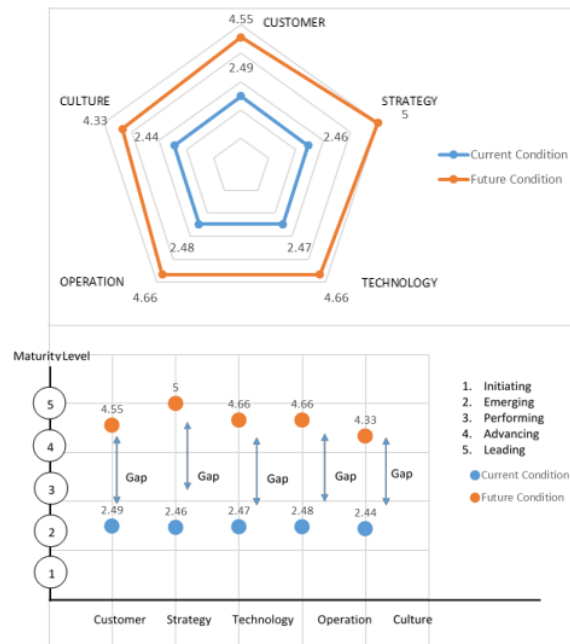 4.55
CUSTOMER
2.49
CULTURE
STRATEGY
4.33
5
2.44
2.46
Current Condition
Future Condition
2.48
2.47
OPERATION
TECHNOLOGY
4.66
4.66
Maturity Level
5
4
3
2
1
4.55
5
4.66
4.66
4.33
Gap
Gap
Gap
Gap
Gap
2.49
2.46
2.47
2.48
2.44
1. Initiating
2. Emerging
3. Performing
4. Advancing
5. Leading
Current Condition
Future Condition
Customer Strategy Technology Operation Culture